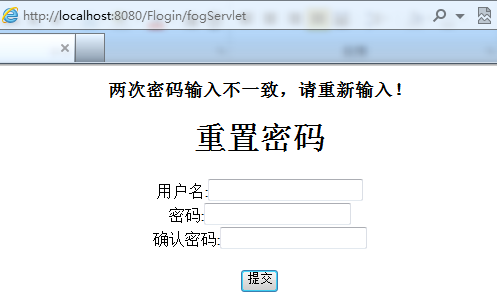 http://localhost:8080/Flogin/fogServlet
两次密码输入不一致，请重新输入！
重置密码
用户名:
密码:
确认密码:
提交